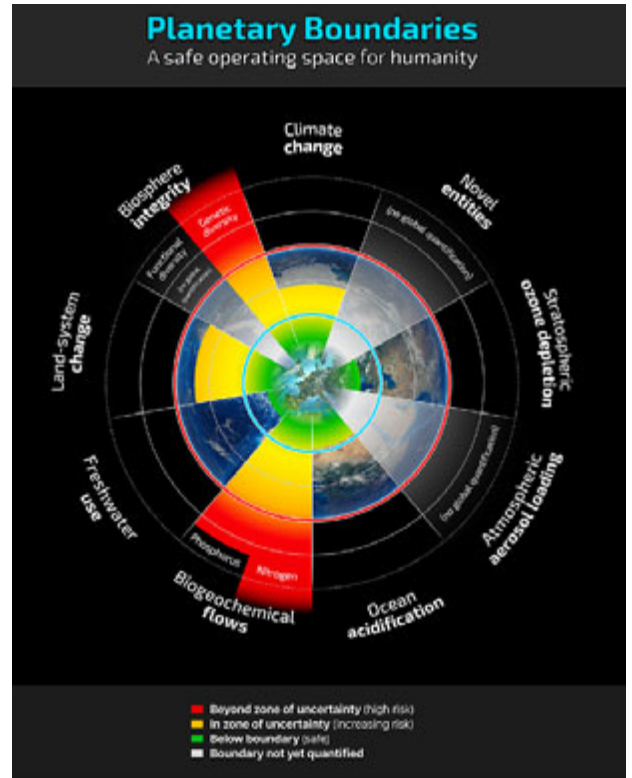 Planetary Boundaries
A safe operating space for humanity
Climate
change
Novel
entities
(no global quantification)
Stratospheric
ozone depletion
Atmospheric
aerosol loading
(no global quantification)
Ocean
acidification
Biogeochemical
flows
Nitrogen
Phosphorus
Freshwater
use
Land-system
change
Biosphere
integrity
Genetic
diversity
Functional
diversity
Beyond zone of uncertainty (high risk)
In zone of uncertainty (increasing risk)
Below boundary (safe)
Boundary not yet quantified